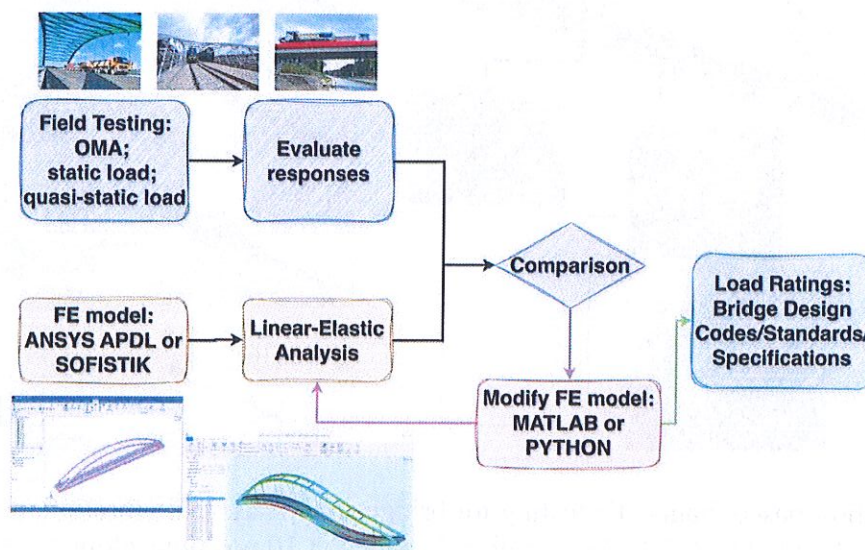 Field Testing:
OMA;
static load;
quasi-static load
Evaluate
responses
Comparison
Load Ratings:
Bridge Design
Codes/Standards/
Specifications
FE model:
ANSYS APDL or
SOFISTIK
Linear-Elastic
Analysis
Modify FE model:
MATLAB or
PYTHON